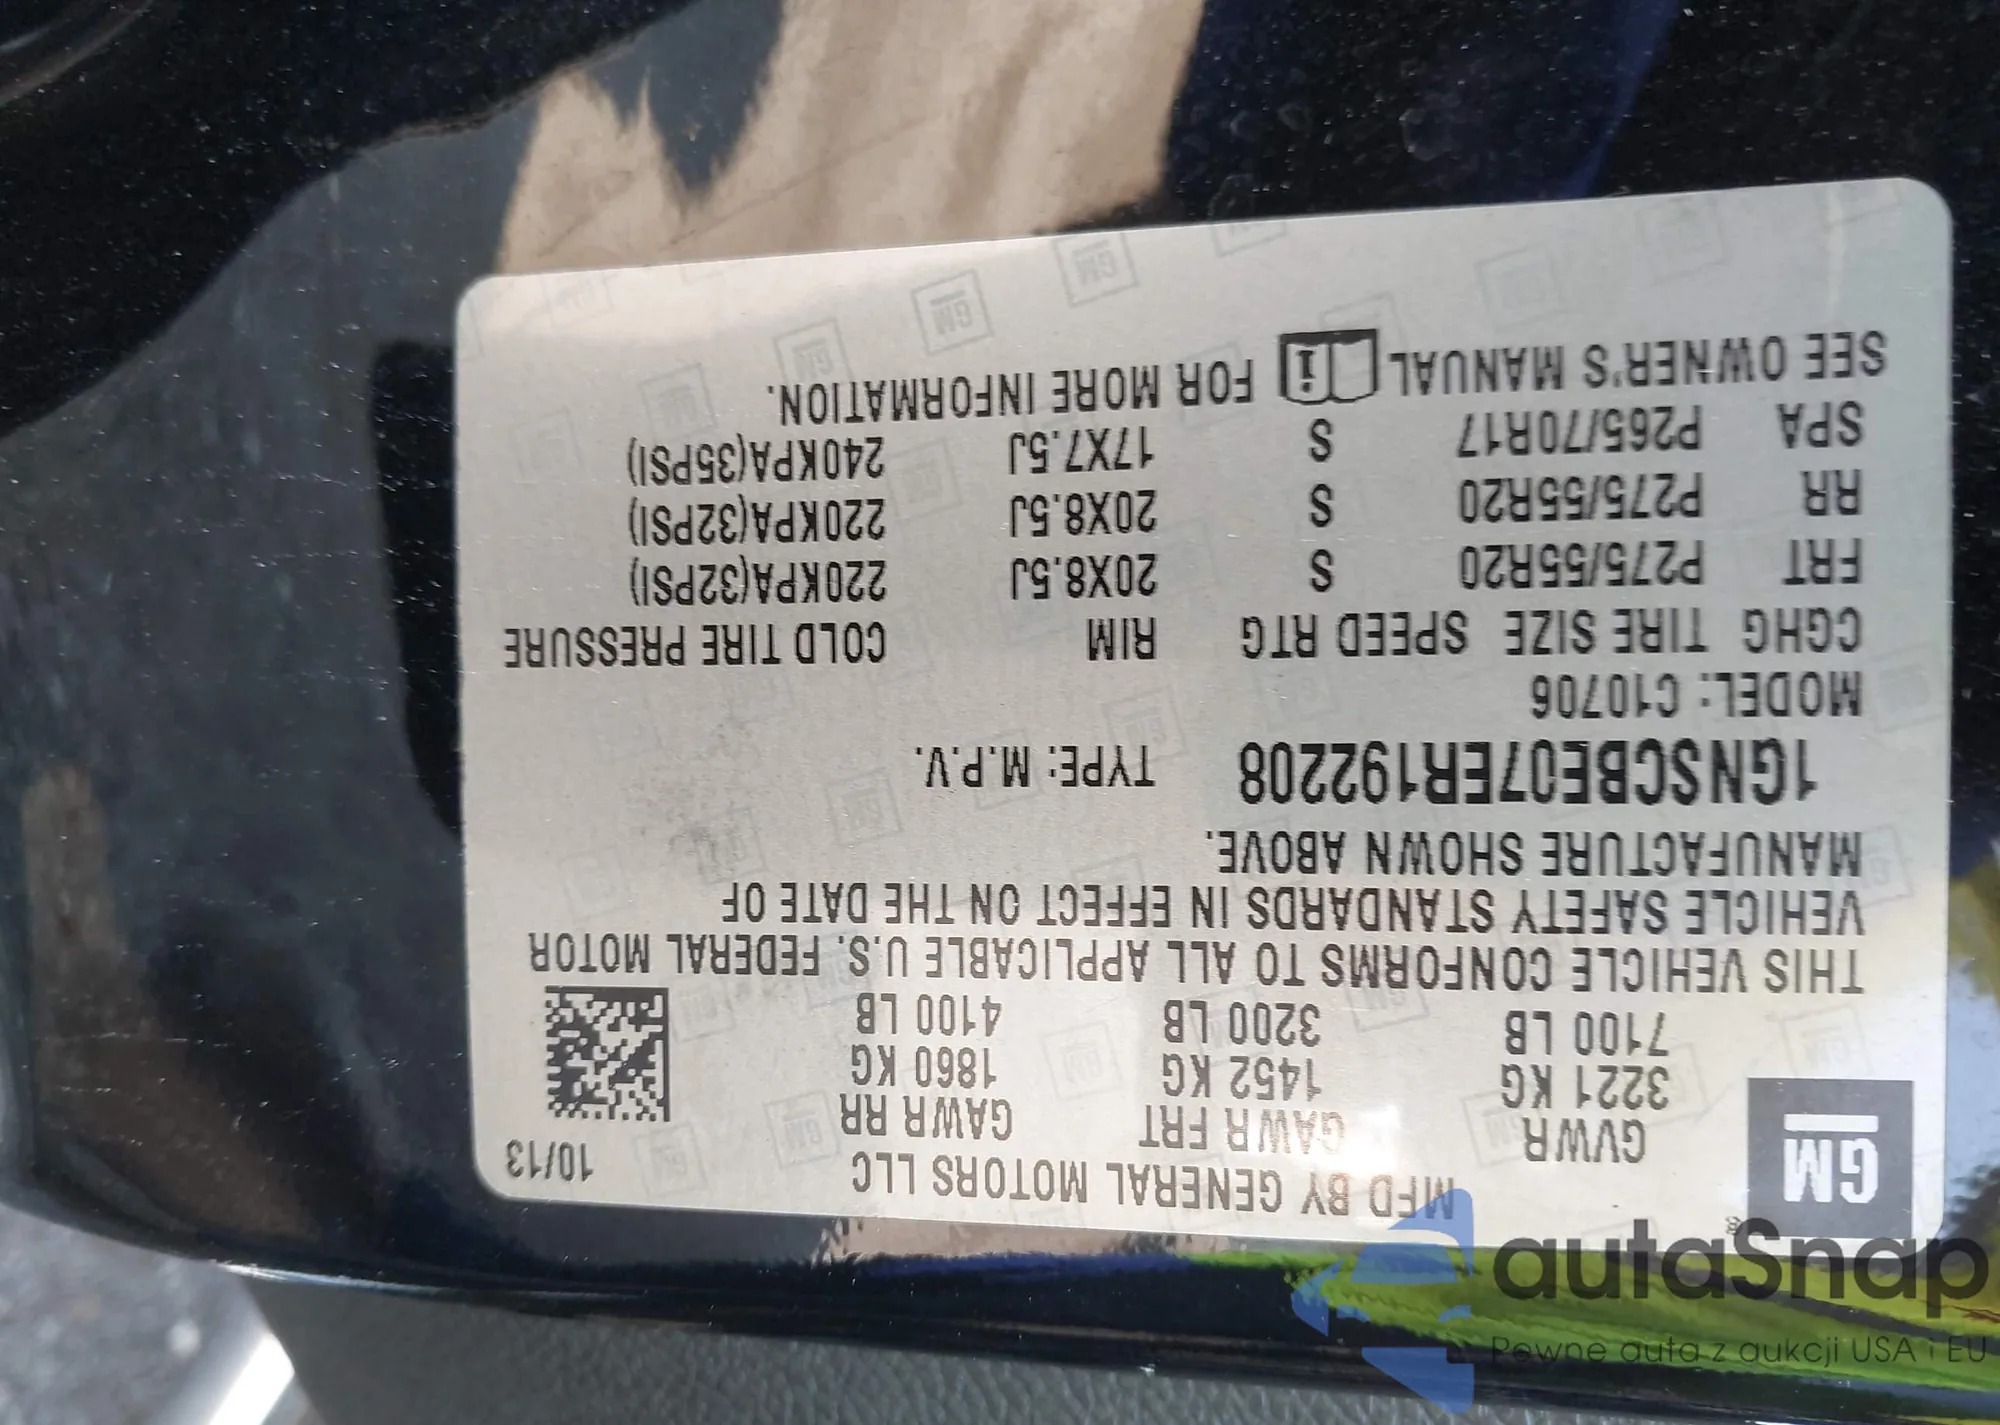 MFD BY GENERAL MOTORS LLC 10/13
GM
GVWR GAWR FRT GAWR RR
3221 KG 1452 KG 1860 KG
7100 LB 3200 LB 4100 LB
THIS VEHICLE CONFORMS TO ALL APPLICABLE U.S. FEDERAL MOTOR
VEHICLE SAFETY STANDARDS IN EFFECT ON THE DATE OF
MANUFACTURE SHOWN ABOVE.
1GNSCBE07ER192208 TYPE: M.P.V.
MODEL: C10706
CGHG TIRE SIZE SPEED RTG RIM COLD TIRE PRESSURE
FRT P275/55R20 S 20X8.5J 220KPA(32PSI)
RR P275/55R20 S 20X8.5J 220KPA(32PSI)
SPA P265/70R17 S 17X7.5J 240KPA(35PSI)
SEE OWNER'S MANUAL i FOR MORE INFORMATION.
autaSnap
Pewne auta z aukcji USA i EU